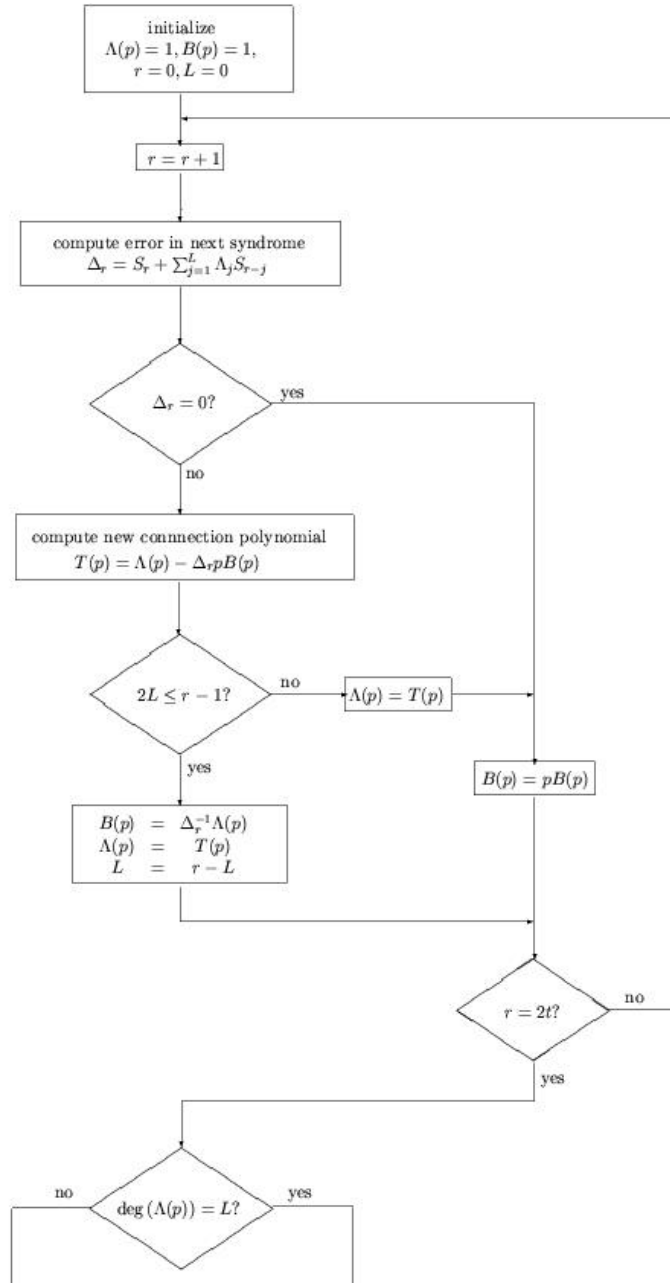 initialize
Λ(p) = 1, B(p) = 1,
r = 0, L = 0
r = r + 1
compute error in next syndrome
Δ_r = S_r + ∑_{j=1}^{L} Λ_j S_{r−j}
Δ_r = 0?
yes
no
compute new connnection polynomial
T(p) = Λ(p) − Δ_r pB(p)
2L ≤ r − 1?
no
Λ(p) = T(p)
yes
B(p) = pB(p)
B(p) = Δ_r^{−1} Λ(p)
Λ(p) = T(p)
L = r − L
r = 2t?
no
yes
no
deg (Λ(p)) = L?
yes